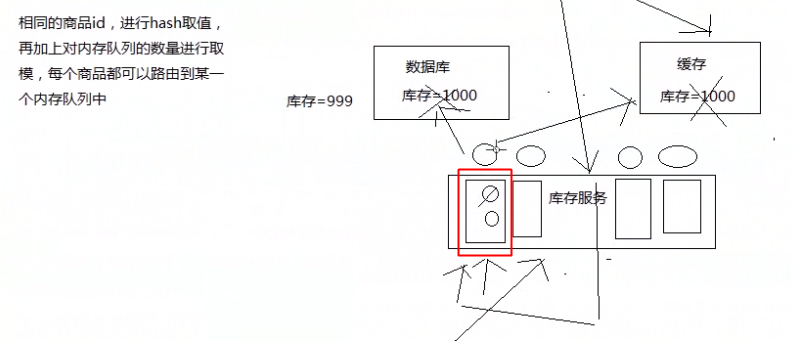 相同的商品id，进行hash取值，
再加上对内存队列的数量进行取
模，每个商品都可以路由到某一
个内存队列中
数据库
缓存
库存=999
库存=1000
库存=1000
库存服务